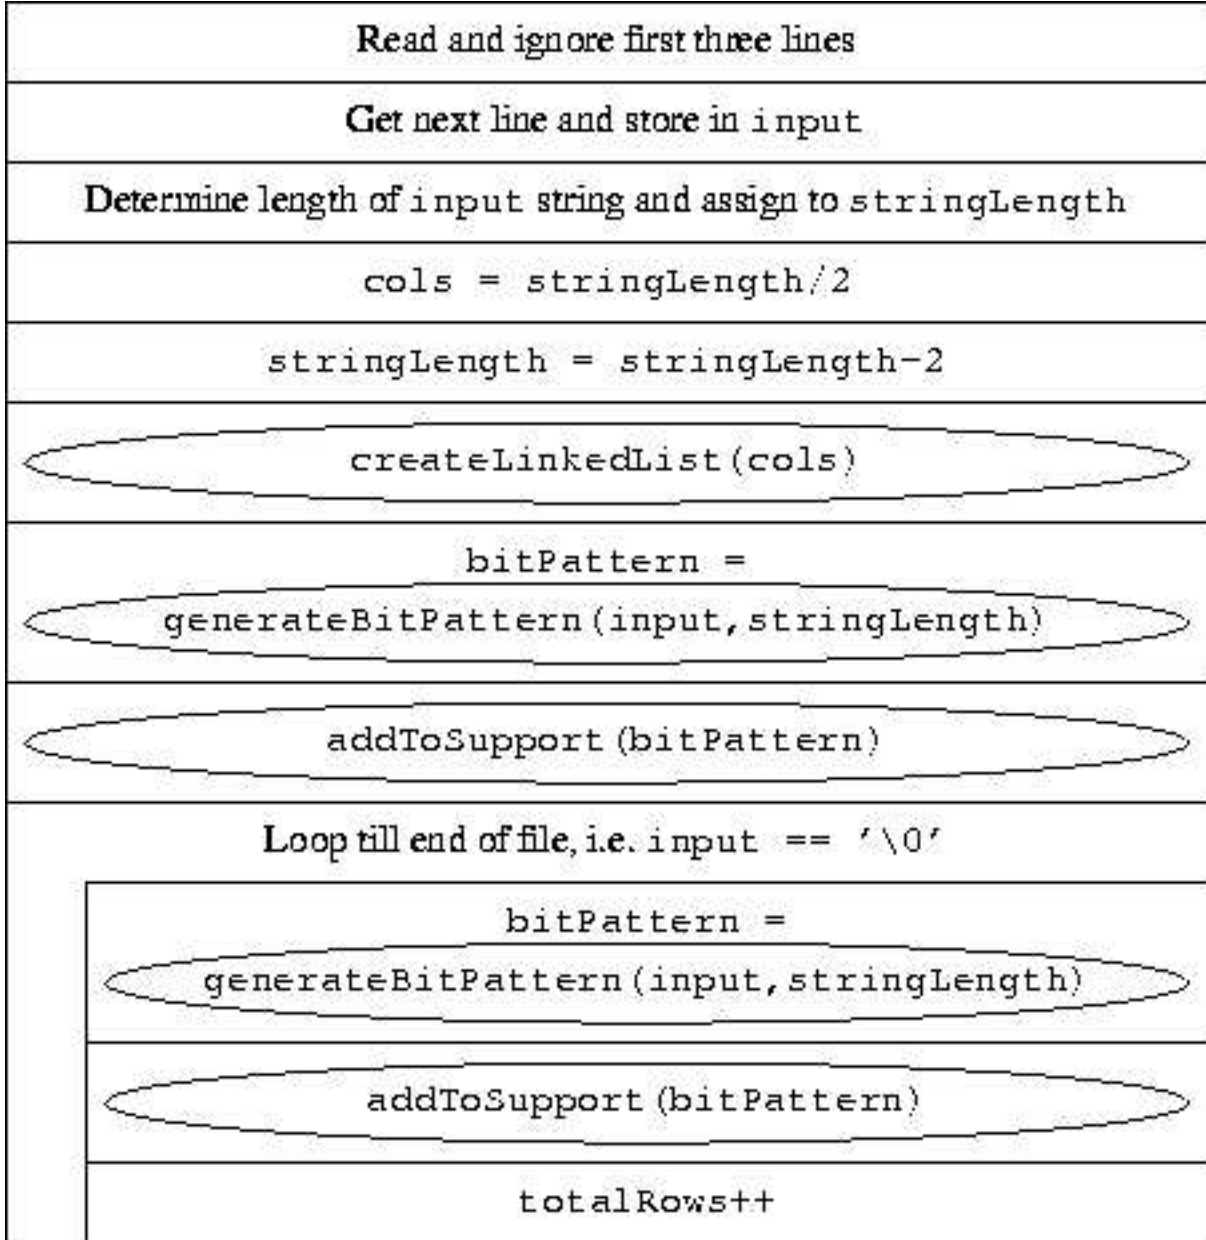 Read and ignore first three lines
Get next line and store in input
Determine length of input string and assign to stringLength
cols = stringLength/2
stringLength = stringLength-2
createLinkedList(cols)
bitPattern =
generateBitPattern(input,stringLength)
addToSupport(bitPattern)
Loop till end of file, i.e. input == '\0'
bitPattern =
generateBitPattern(input,stringLength)
addToSupport(bitPattern)
totalRows++